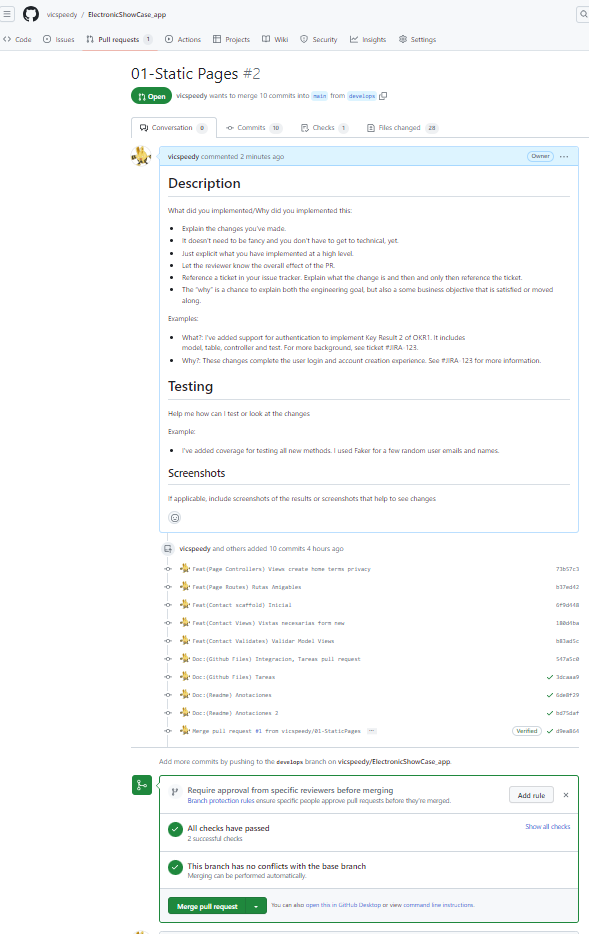 vicspeedy / ElectronicShowCase_app
Code Issues Pull requests 1 Actions Projects Wiki Security Insights Settings
01-Static Pages #2
Open vicspeedy wants to merge 10 commits into main from develops
Conversation 0 Commits 10 Checks 1 Files changed 28
vicspeedy commented 2 minutes ago Owner
Description
What did you implemented/Why did you implemented this:
Explain the changes you've made.
It doesn't need to be fancy and you don't have to get to technical, yet.
Just explicit what you have implemented at a high level.
Let the reviewer know the overall effect of the PR.
Reference a ticket in your issue tracker. Explain what the change is and then and only then reference the ticket.
The "why" is a chance to explain both the engineering goal, but also a some business objective that is satisfied or moved
along.
Examples:
What?: I've added support for authentication to implement Key Result 2 of OKR1. It includes
model, table, controller and test. For more background, see ticket #JIRA-123.
Why?: These changes complete the user login and account creation experience. See #JIRA-123 for more information.
Testing
Help me how can I test or look at the changes
Example:
I've added coverage for testing all new methods. I used Faker for a few random user emails and names.
Screenshots
If applicable, include screenshots of the results or screenshots that help to see changes
vicspeedy and others added 10 commits 4 hours ago
Feat(Page Controllers) Views create home terms privacy 73b57c3
Feat(Page Routes) Rutas Amigables b37ed42
Feat(Contact scaffold) Inicial 6f9d448
Feat(Contact Views) Vistas necesarias form new 180d4ba
Feat(Contact Validates) Validar Model Views b83ad5c
Doc:(Github Files) Integracion, Tareas pull request 547a5c0
Doc:(Github Files) Tareas 3dcaaa9
Doc:(Readme) Anotaciones 6de8f29
Doc:(Readme) Anotaciones 2 bd75daf
Merge pull request #1 from vicspeedy/01-StaticPages Verified d9ea864
Add more commits by pushing to the develops branch on vicspeedy/ElectronicShowCase_app.
Require approval from specific reviewers before merging
Branch protection rules ensure specific people approve pull requests before they're merged.
Add rule
All checks have passed
2 successful checks
Show all checks
This branch has no conflicts with the base branch
Merging can be performed automatically.
Merge pull request You can also open this in GitHub Desktop or view command line instructions.